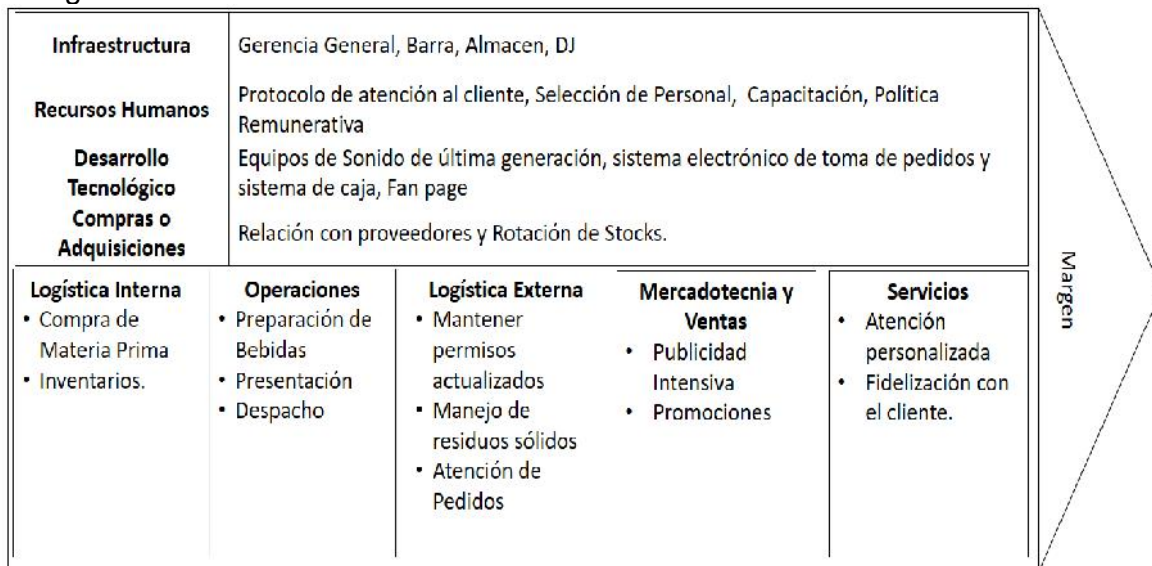 Infraestructura
Gerencia General, Barra, Almacen, DJ
Recursos Humanos
Protocolo de atención al cliente, Selección de Personal, Capacitación, Política
Remunerativa
Desarrollo
Tecnológico
Equipos de Sonido de última generación, sistema electrónico de toma de pedidos y
sistema de caja, Fan page
Compras o
Adquisiciones
Relación con proveedores y Rotación de Stocks.
Logística Interna
• Compra de
Materia Prima
• Inventarios.
Operaciones
• Preparación de
Bebidas
• Presentación
• Despacho
Logística Externa
• Mantener
permisos
actualizados
• Manejo de
residuos sólidos
• Atención de
Pedidos
Mercadotecnia y
Ventas
• Publicidad
Intensiva
• Promociones
Servicios
• Atención
personalizada
• Fidelización con
el cliente.
Margen